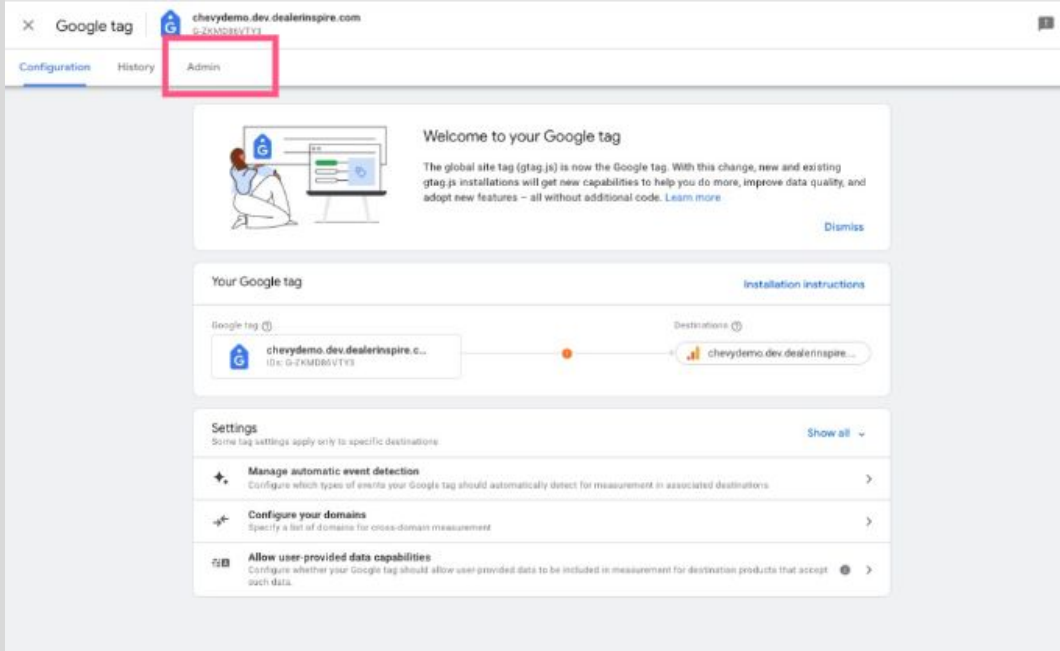 Google tag
chevydemo.dev.dealerinspire.com
G-ZKMD86VTY3
Configuration
History
Admin
Welcome to your Google tag
The global site tag (gtag.js) is now the Google tag. With this change, new and existing
gtag.js installations will get new capabilities to help you do more, improve data quality, and
adopt new features – all without additional code. Learn more
Dismiss
Your Google tag
Installation instructions
Google tag
Destinations
chevydemo.dev.dealerinspire.c...
IDs: G-ZKMD86VTY3
chevydemo.dev.dealerinspire...
Settings
Some tag settings apply only to specific destinations
Show all
Manage automatic event detection
Configure which types of events your Google tag should automatically detect for measurement in associated destinations
Configure your domains
Specify a list of domains for cross-domain measurement
Allow user-provided data capabilities
Configure whether your Google tag should allow user-provided data to be included in measurement for destination products that accept
such data.